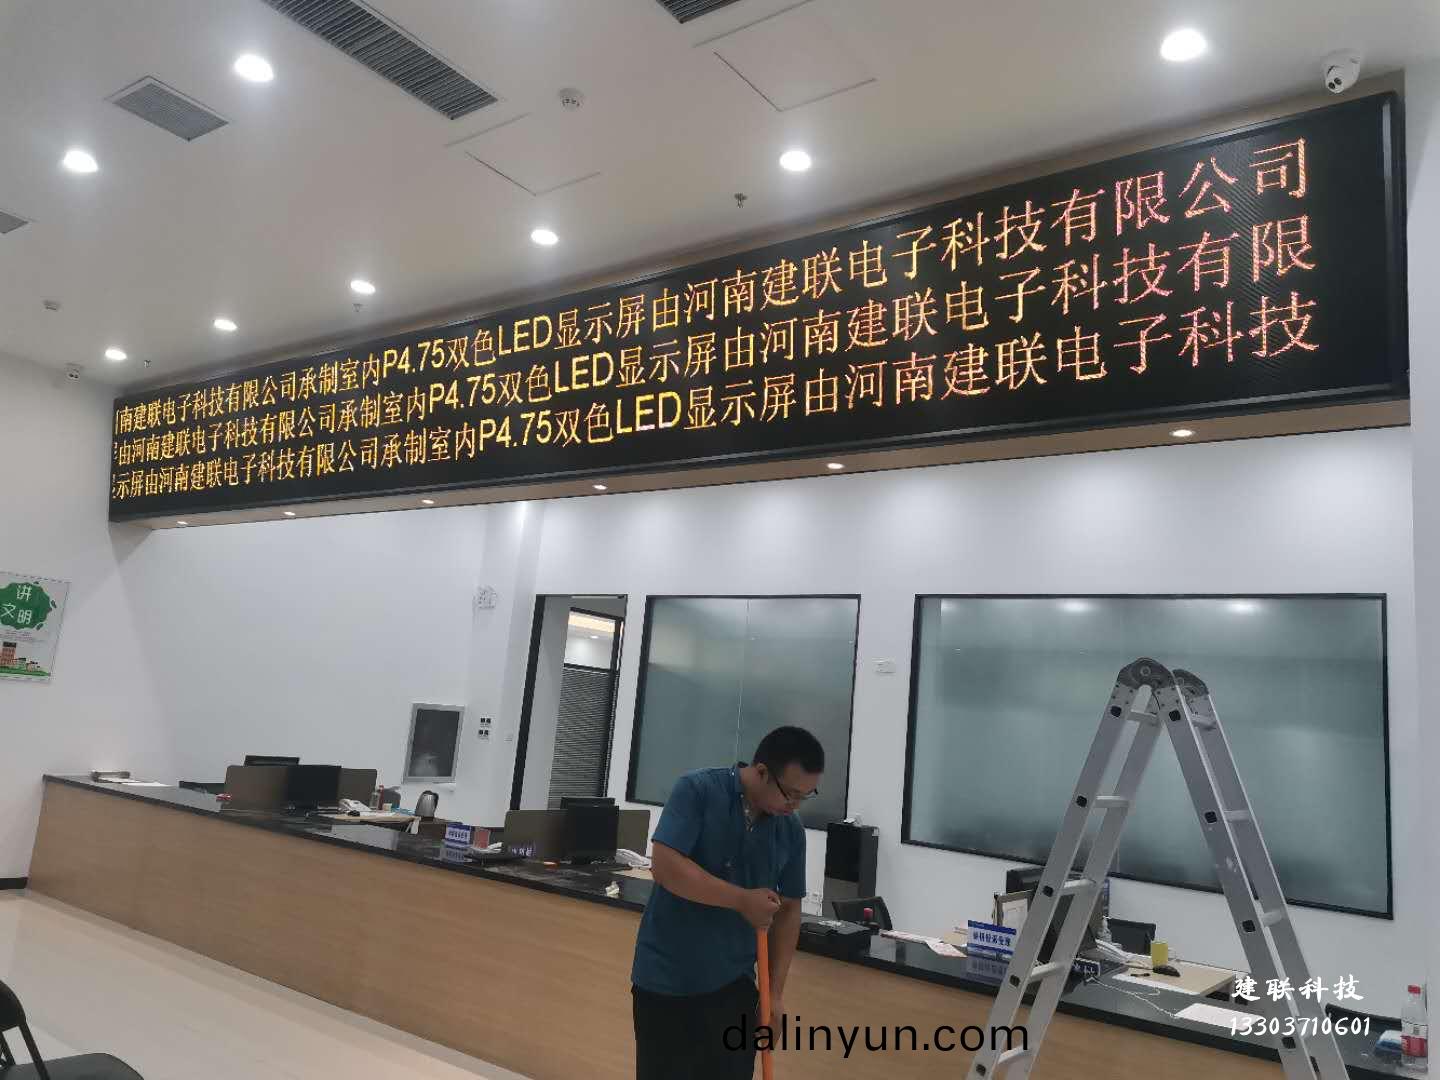 南建联电子科技有限公司承制室内P4.75双色LED显示屏由河南建联电子科技有限公司
由河南建联电子科技有限公司承制室内P4.75双色LED显示屏由河南建联电子科技有限
示屏由河南建联电子科技有限公司承制室内P4.75双色LED显示屏由河南建联电子科技
讲
文明
建联科技
13303710601
dalinyun.com